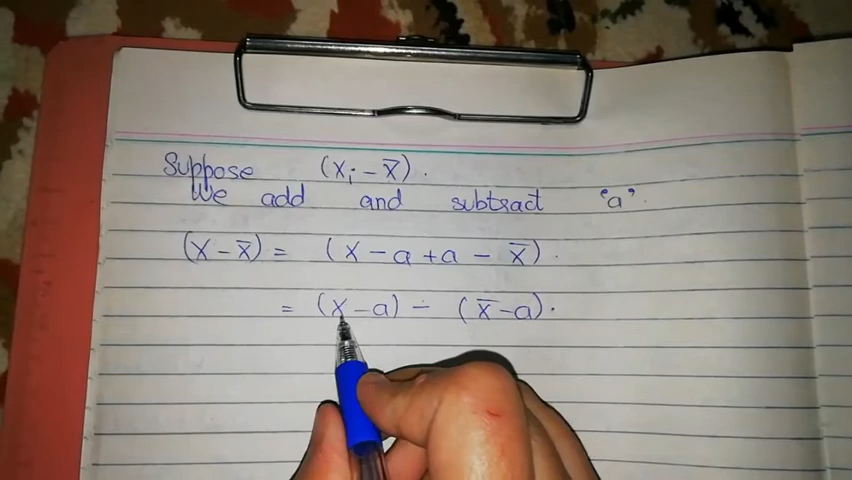 Suppose (Xi - X̄).
We add and subtract 'a'.
(X - X̄) = (X - a + a - X̄).
= (X - a) - (X̄ - a).